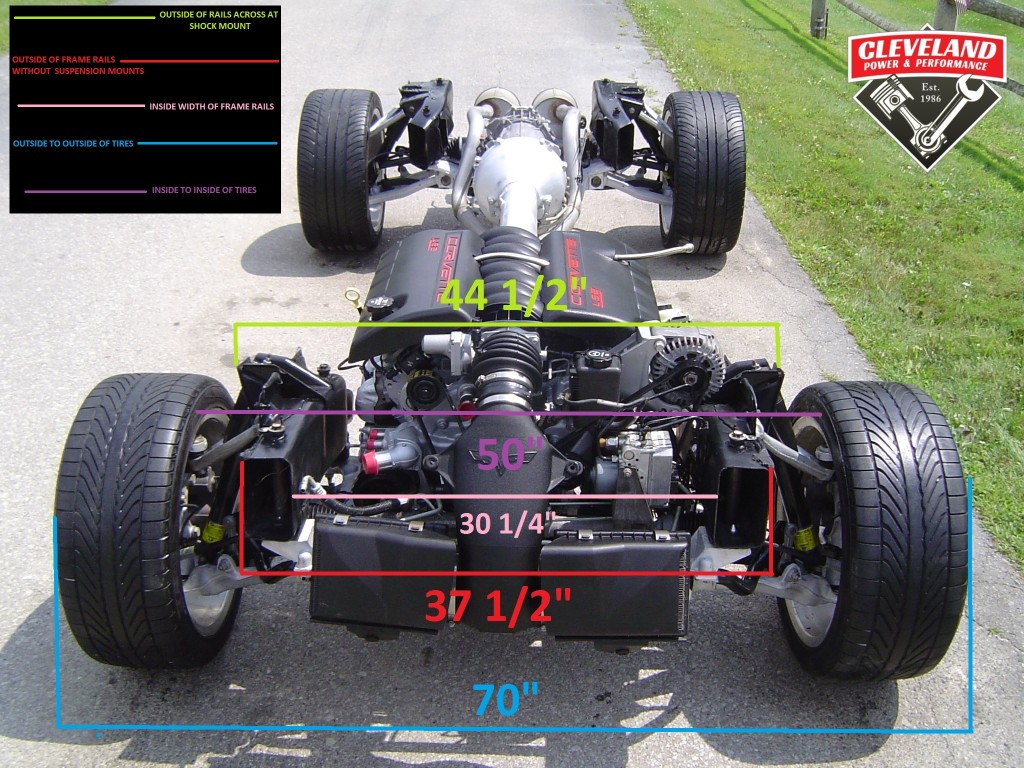 OUTSIDE OF RAILS ACROSS AT
SHOCK MOUNT
OUTSIDE OF FRAME RAILS
WITHOUT SUSPENSION MOUNTS
INSIDE WIDTH OF FRAME RAILS
OUTSIDE TO OUTSIDE OF TIRES
INSIDE TO INSIDE OF TIRES
CLEVELAND
POWER & PERFORMANCE
Est.
1986
CORVETTE
CORVETTE
44 1/2"
50"
30 1/4"
37 1/2"
70"